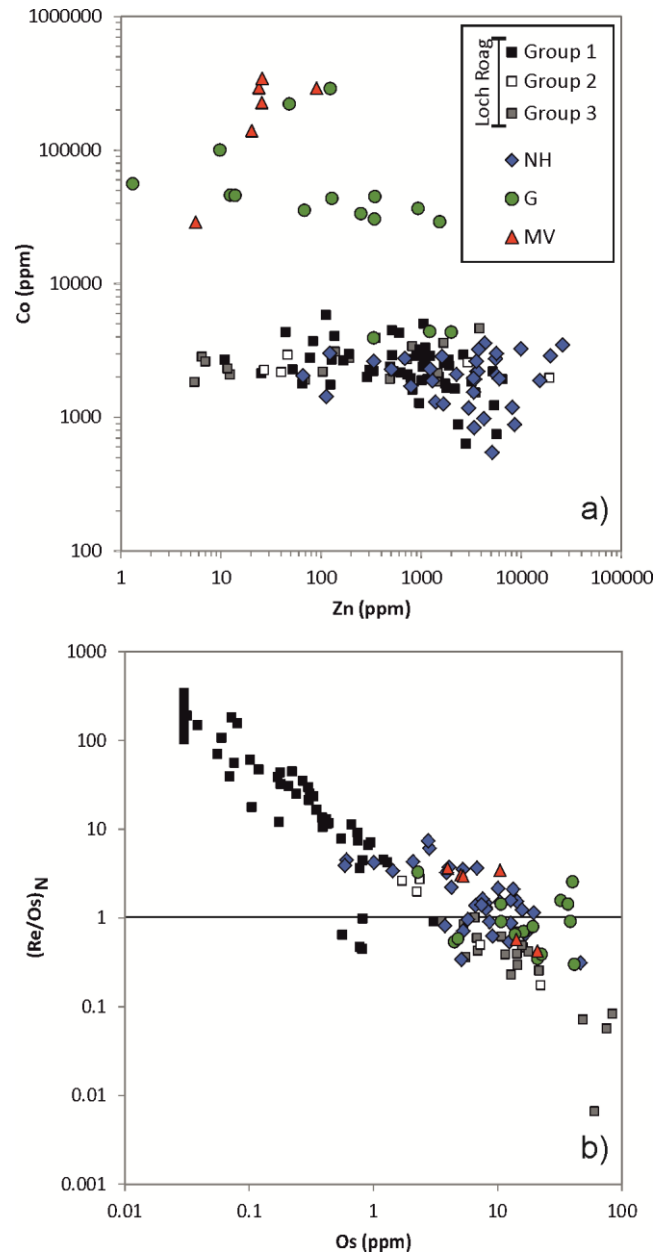 1000000
100000
10000
1000
100
Co (ppm)
Loch Roag
Group 1
Group 2
Group 3
NH
G
MV
a)
1 10 100 1000 10000 100000
Zn (ppm)
1000
100
10
1
0.1
0.01
0.001
(Re/Os)N
b)
0.01 0.1 1 10 100
Os (ppm)